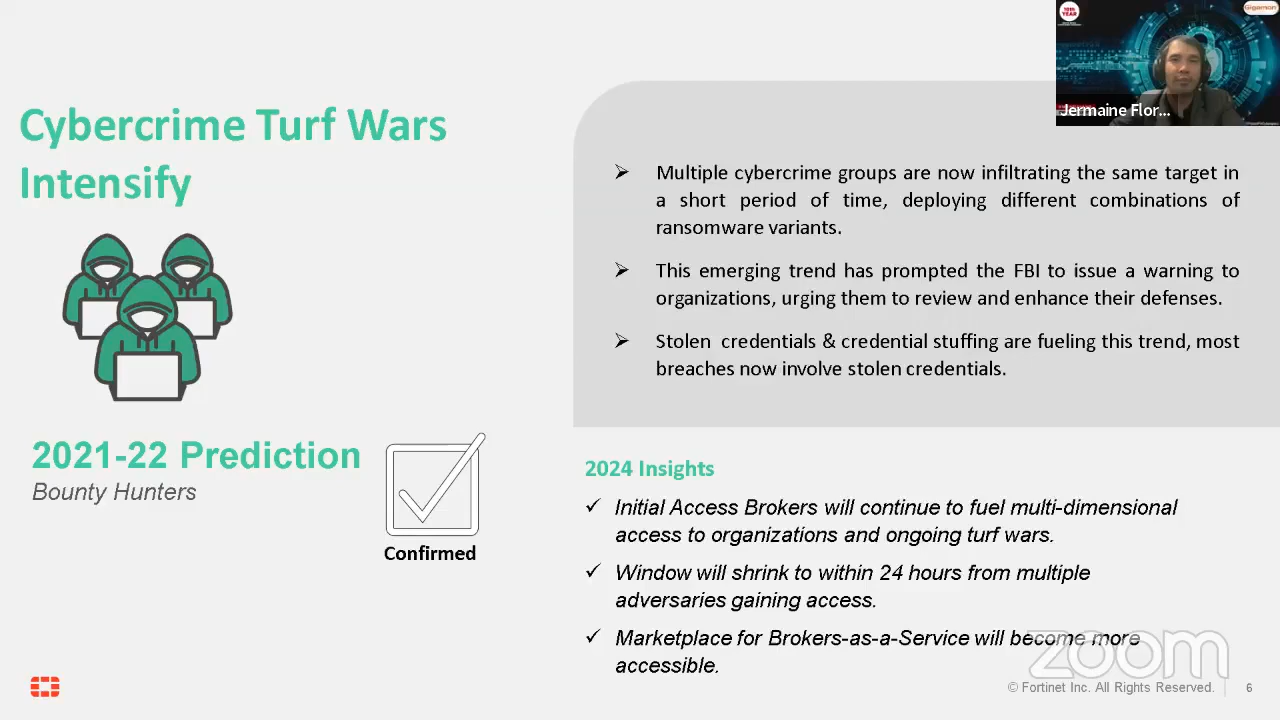 Cybercrime Turf Wars
Intensify
2021-22 Prediction
Bounty Hunters
Confirmed
Multiple cybercrime groups are now infiltrating the same target in
a short period of time, deploying different combinations of
ransomware variants.
This emerging trend has prompted the FBI to issue a warning to
organizations, urging them to review and enhance their defenses.
Stolen credentials & credential stuffing are fueling this trend, most
breaches now involve stolen credentials.
2024 Insights
Initial Access Brokers will continue to fuel multi-dimensional
access to organizations and ongoing turf wars.
Window will shrink to within 24 hours from multiple
adversaries gaining access.
Marketplace for Brokers-as-a-Service will become more
accessible.
zoom
© Fortinet Inc. All Rights Reserved.
6
Gigamon
Jermaine Flor...